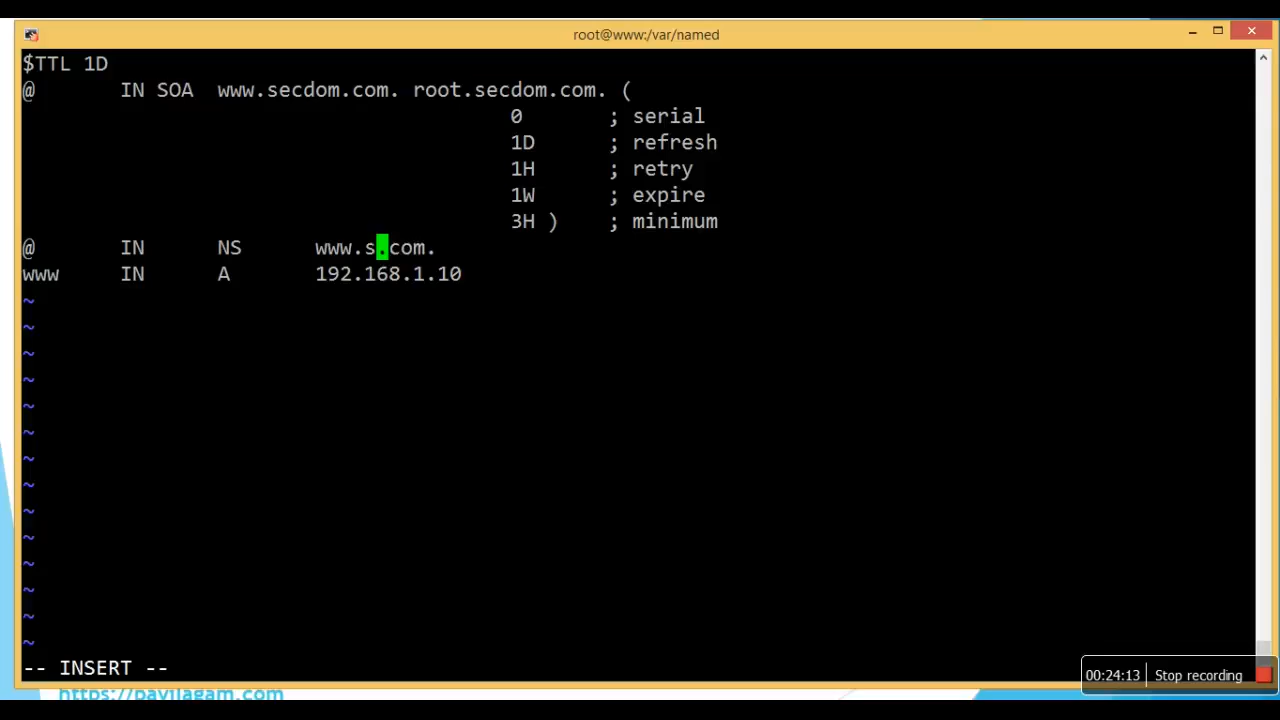 root@www:/var/named
$TTL 1D
@ IN SOA www.secdom.com. root.secdom.com. (
0 ; serial
1D ; refresh
1H ; retry
1W ; expire
3H ) ; minimum
@ IN NS www.s.com.
www IN A 192.168.1.10
~
~
~
~
~
~
~
~
~
~
~
~
~
~
-- INSERT --
00:24:13 Stop recording
https://pavijagam.com